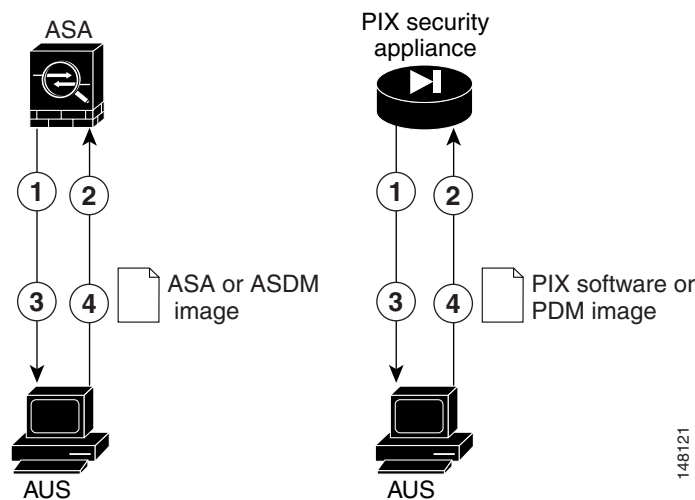 ASA
1
2
3
4
ASA or ASDM
image
AUS
PIX security
appliance
1
2
3
4
PIX software or
PDM image
AUS
148121